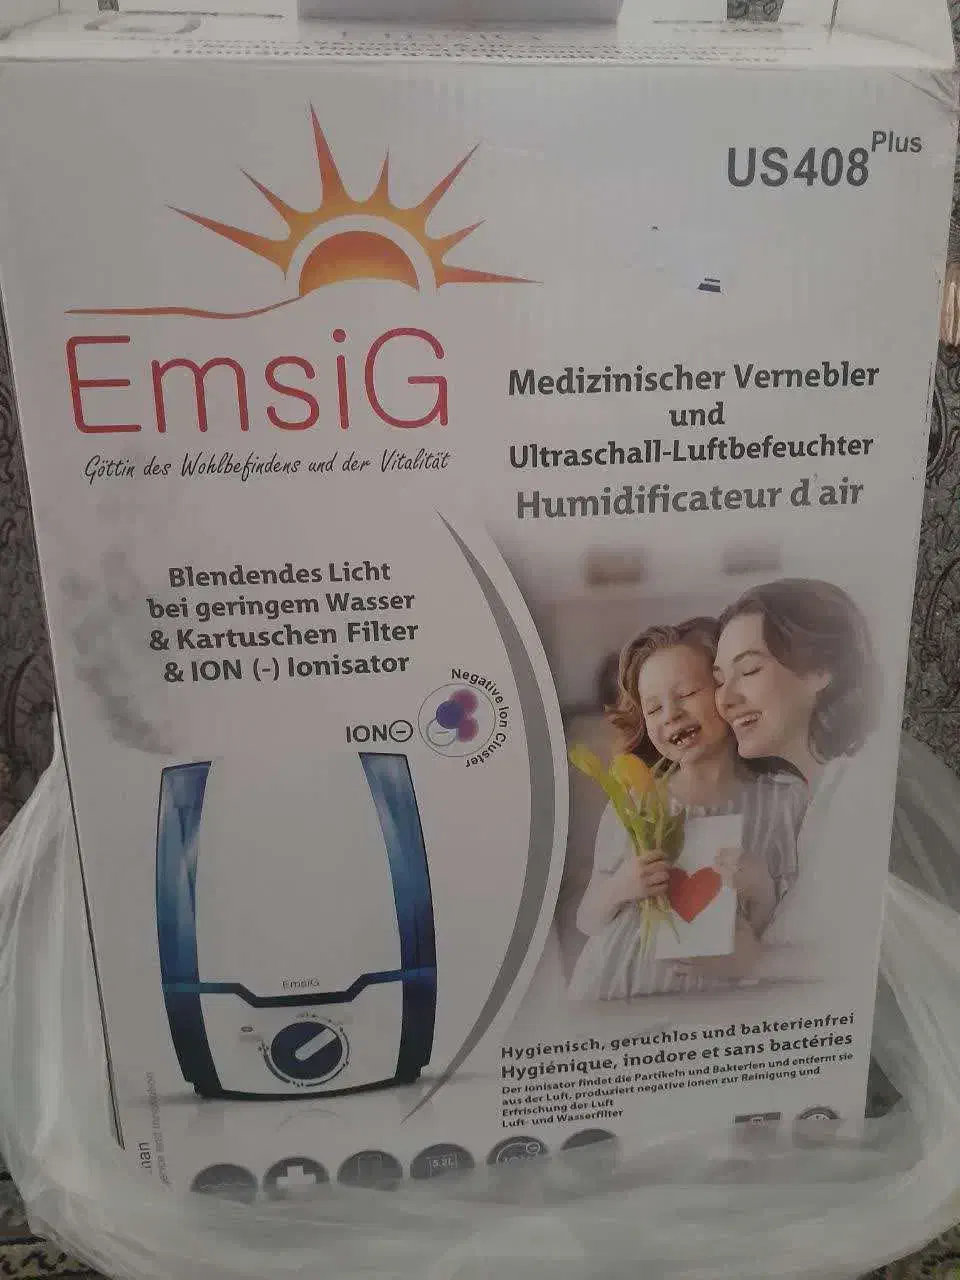 US408 Plus
EmsiG
Göttin des Wohlbefindens und der Vitalität
Medizinischer Vernebler
und
Ultraschall-Luftbefeuchter
Humidificateur d'air
Blendendes Licht
bei geringem Wasser
& Kartuschen Filter
& ION (-) Ionisator
ION⊖
Negative Ion Cluster
EmsiG
Hygienisch, geruchlos und bakterienfrei
Hygiénique, inodore et sans bactéries
Der Ionisator findet die Partikeln und Bakterien und entfernt sie
aus der Luft, produziert negative Ionen zur Reinigung und
Erfrischung der Luft
Luft- und Wasserfilter
5.2L